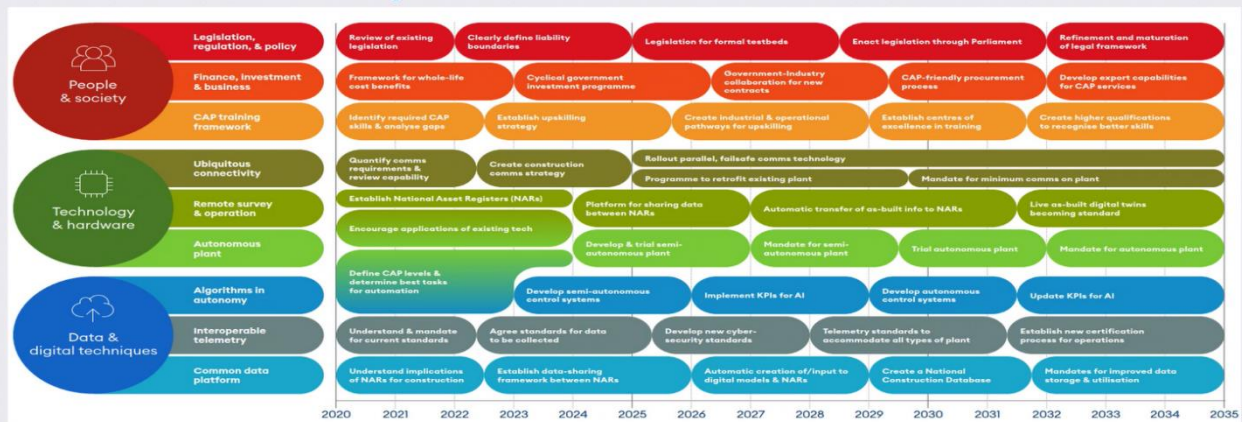 People
& society
Legislation,
regulation, & policy
Review of existing
legislation
Clearly define liability
boundaries
Legislation for formal testbeds
Enact legislation through Parliament
Refinement and maturation
of legal framework
Finance, investment
& business
Framework for whole-life
cost benefits
Cyclical government
investment programme
Government-industry
collaboration for new
contracts
CAP-friendly procurement
process
Develop export capabilities
for CAP services
CAP training
framework
Identify required CAP
skills & analyse gaps
Establish upskilling
strategy
Create industrial & operational
pathways for upskilling
Establish centres of
excellence in training
Create higher qualifications
to recognise better skills
Technology
& hardware
Ubiquitous
connectivity
Quantify comms
requirements &
review capability
Create construction
comms strategy
Rollout parallel, failsafe comms technology
Programme to retrofit existing plant
Mandate for minimum comms on plant
Remote survey
& operation
Establish National Asset Registers (NARs)
Encourage applications of existing tech
Platform for sharing data
between NARs
Automatic transfer of as-built info to NARs
Live as-built digital twins
becoming standard
Autonomous
plant
Develop & trial semi-
autonomous plant
Mandate for semi-
autonomous plant
Trial autonomous plant
Mandate for autonomous plant
Data &
digital techniques
Algorithms in
autonomy
Define CAP levels &
determine best tasks
for automation
Develop semi-autonomous
control systems
Implement KPIs for AI
Develop autonomous
control systems
Update KPIs for AI
Interoperable
telemetry
Understand & mandate
for current standards
Agree standards for data
to be collected
Develop new cyber-
security standards
Telemetry standards to
accommodate all types of plant
Establish new certification
process for operations
Common data
platform
Understand implications
of NARs for construction
Establish data-sharing
framework between NARs
Automatic creation of/input to
digital models & NARs
Create a National
Construction Database
Mandates for improved data
storage & utilisation
2020 2021 2022 2023 2024 2025 2026 2027 2028 2029 2030 2031 2032 2033 2034 2035